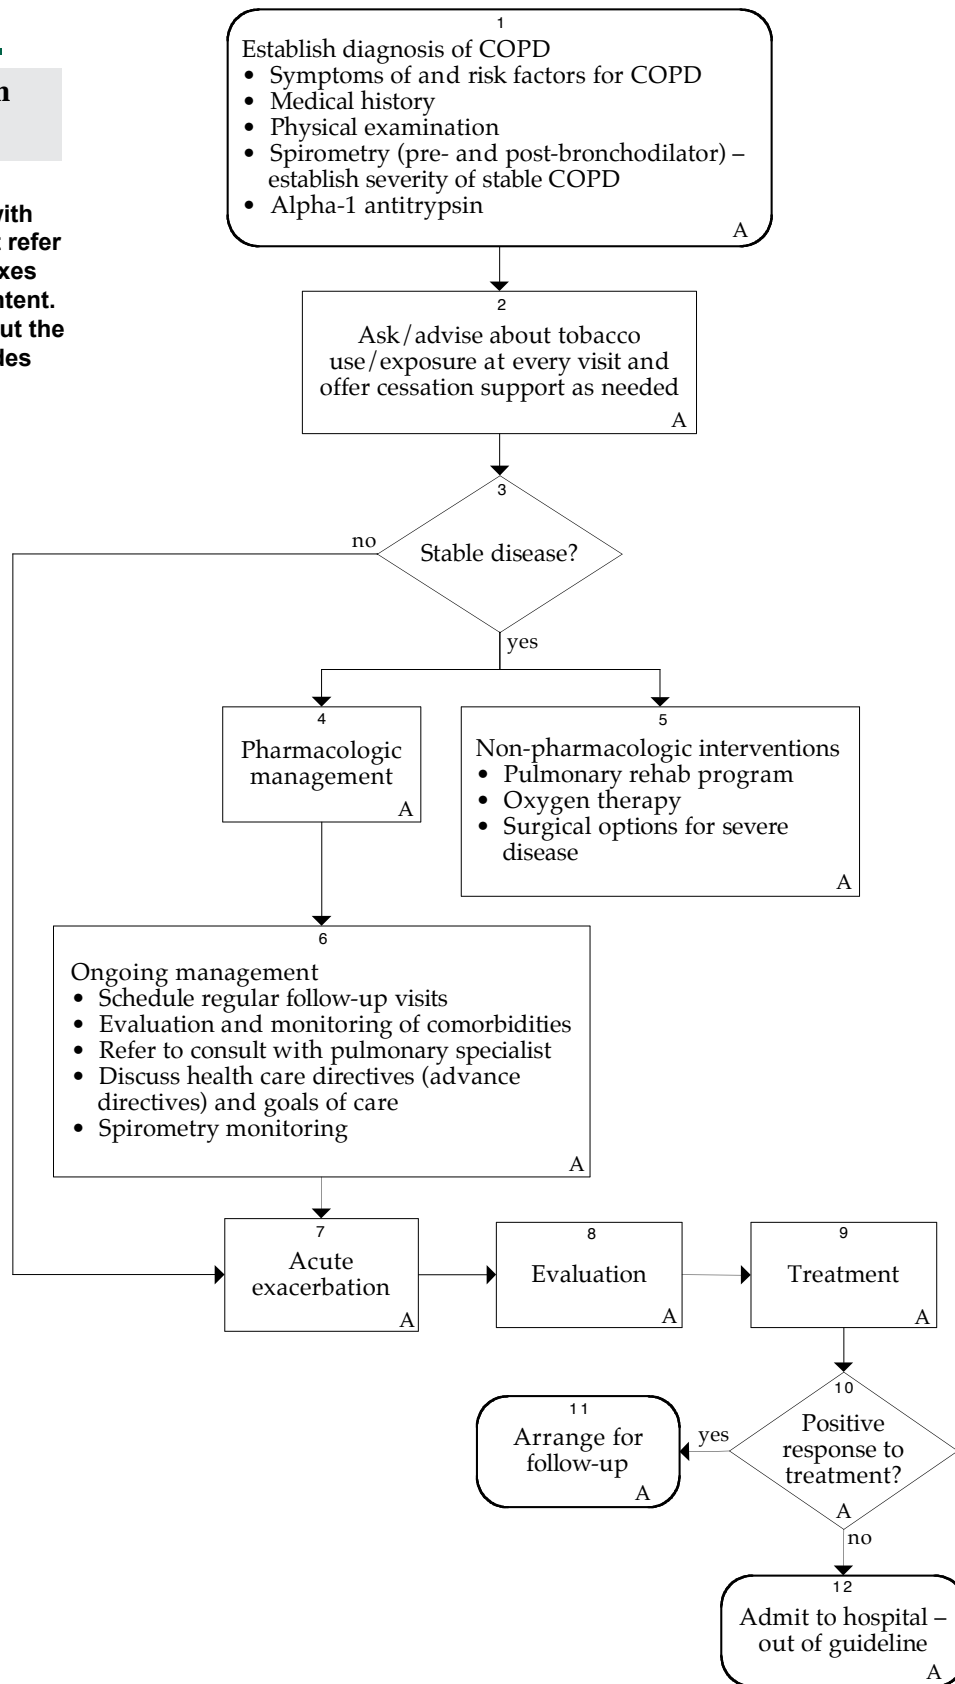 1
Establish diagnosis of COPD
• Symptoms of and risk factors for COPD
• Medical history
• Physical examination
• Spirometry (pre- and post-bronchodilator) –
establish severity of stable COPD
• Alpha-1 antitrypsin
A
refer
ut the
2
Ask/advise about tobacco
use/exposure at every visit and
offer cessation support as needed
A
3
Stable disease?
no
yes
4
Pharmacologic
management
A
5
Non-pharmacologic interventions
• Pulmonary rehab program
• Oxygen therapy
• Surgical options for severe
disease
A
6
Ongoing management
• Schedule regular follow-up visits
• Evaluation and monitoring of comorbidities
• Refer to consult with pulmonary specialist
• Discuss health care directives (advance
directives) and goals of care
• Spirometry monitoring
A
7
Acute
exacerbation
A
8
Evaluation
A
9
Treatment
A
10
Positive
response to
treatment?
A
yes
no
11
Arrange for
follow-up
A
12
Admit to hospital –
out of guideline
A